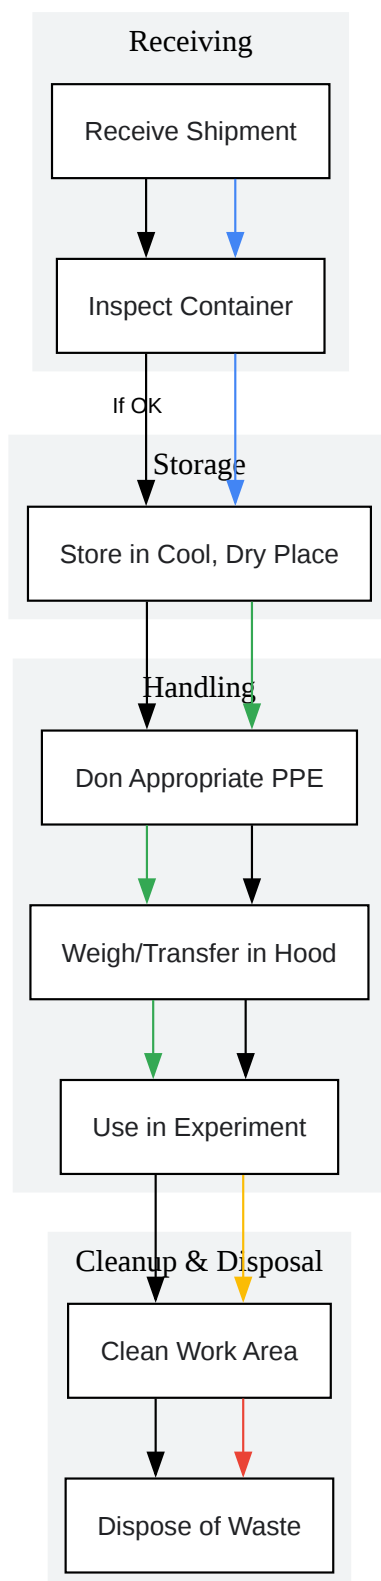 Receiving
Receive Shipment
Inspect Container
If OK
Storage
Store in Cool, Dry Place
Handling
Don Appropriate PPE
Weigh/Transfer in Hood
Use in Experiment
Cleanup & Disposal
Clean Work Area
Dispose of Waste